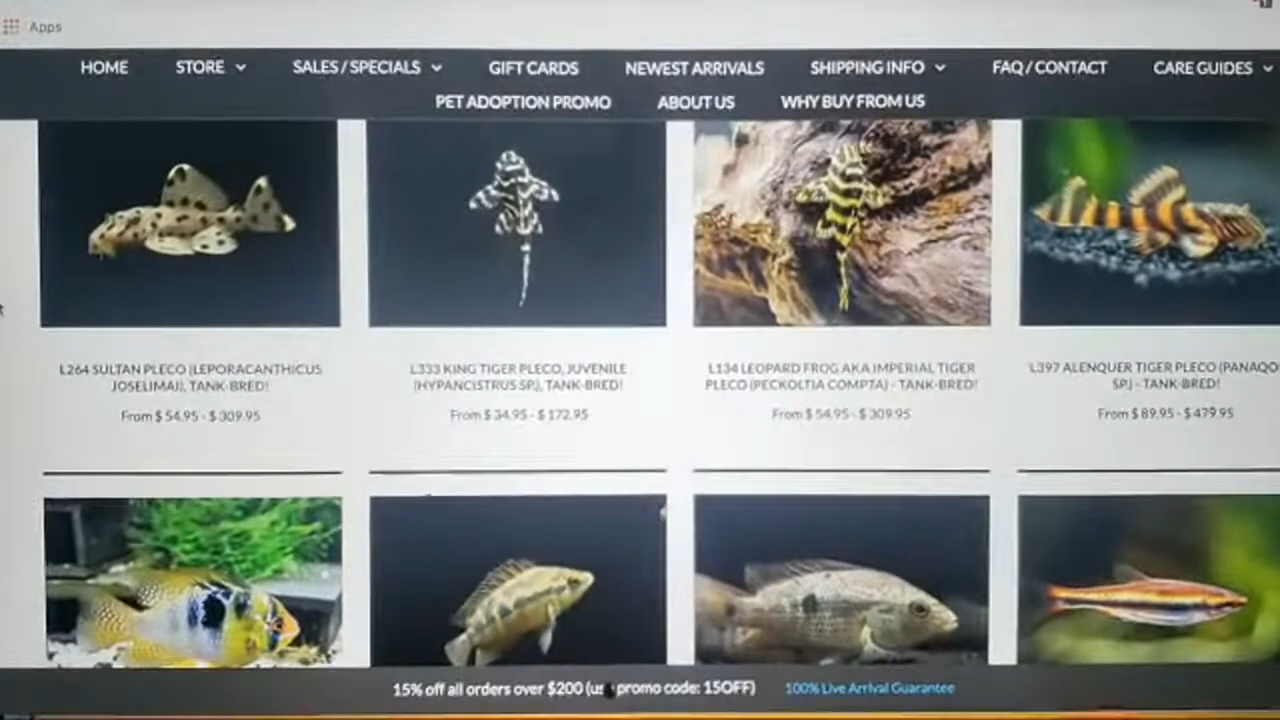 Apps
HOME STORE SALES / SPECIALS GIFT CARDS NEWEST ARRIVALS SHIPPING INFO FAQ / CONTACT CARE GUIDES
PET ADOPTION PROMO ABOUT US WHY BUY FROM US
L264 SULTAN PLECO (LEPORACANTHICUS
JOSELIMAI), TANK-BRED!
From $ 54.95 - $ 309.95
L333 KING TIGER PLECO, JUVENILE
(HYPANCISTRUS SP.), TANK-BRED!
From $ 34.95 - $ 172.95
L134 LEOPARD FROG AKA IMPERIAL TIGER
PLECO (PECKOLTIA COMPTA) - TANK-BRED!
From $ 54.95 - $ 309.95
L397 ALENQUER TIGER PLECO (PANAQO
SP.) - TANK-BRED!
From $ 89.95 - $ 479.95
15% off all orders over $200 (us promo code: 15OFF) 100% Live Arrival Guarantee